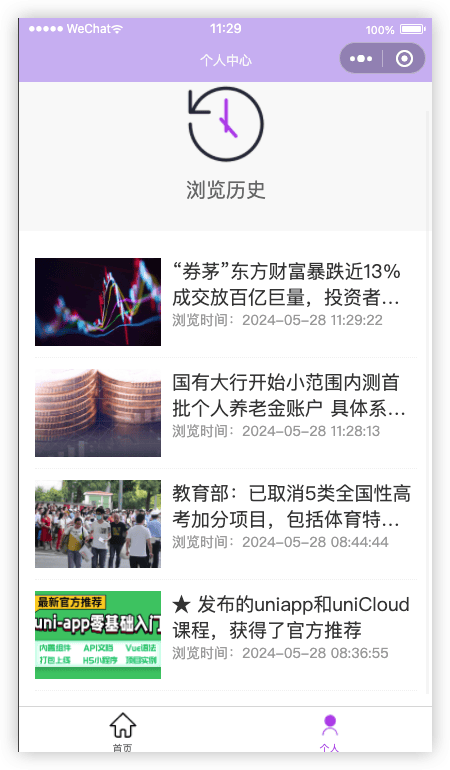 WeChat
11:29
100%
个人中心
浏览历史
“券茅”东方财富暴跌近13%
成交放百亿巨量，投资者...
浏览时间：2024-05-28 11:29:22
国有大行开始小范围内测首
批个人养老金账户 具体系...
浏览时间：2024-05-28 11:28:13
教育部：已取消5类全国性高
考加分项目，包括体育特...
浏览时间：2024-05-28 08:44:44
最新官方推荐
uni-app零基础入门
内置组件 API文档 Vue语法
打包上线 H5小程序 项目实例
★ 发布的uniapp和uniCloud
课程，获得了官方推荐
浏览时间：2024-05-28 08:36:55
首页
个人